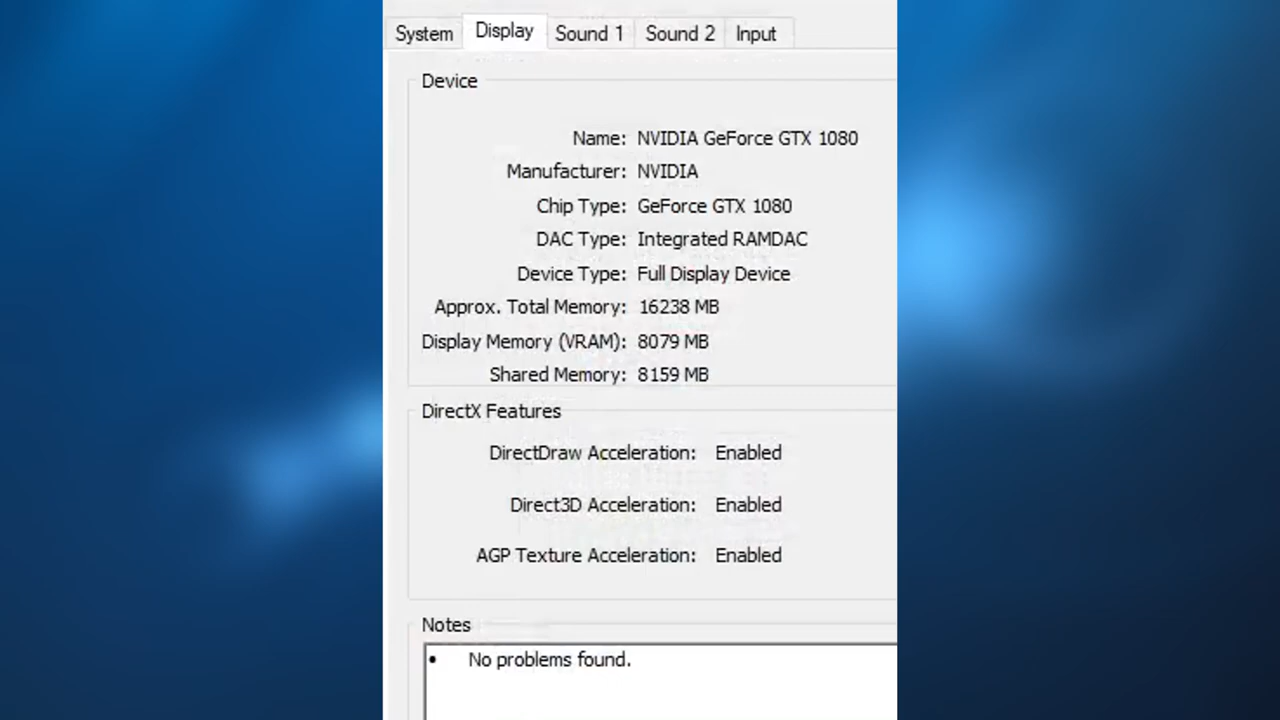 System Display Sound 1 Sound 2 Input
Device
Name: NVIDIA GeForce GTX 1080
Manufacturer: NVIDIA
Chip Type: GeForce GTX 1080
DAC Type: Integrated RAMDAC
Device Type: Full Display Device
Approx. Total Memory: 16238 MB
Display Memory (VRAM): 8079 MB
Shared Memory: 8159 MB
DirectX Features
DirectDraw Acceleration: Enabled
Direct3D Acceleration: Enabled
AGP Texture Acceleration: Enabled
Notes
• No problems found.